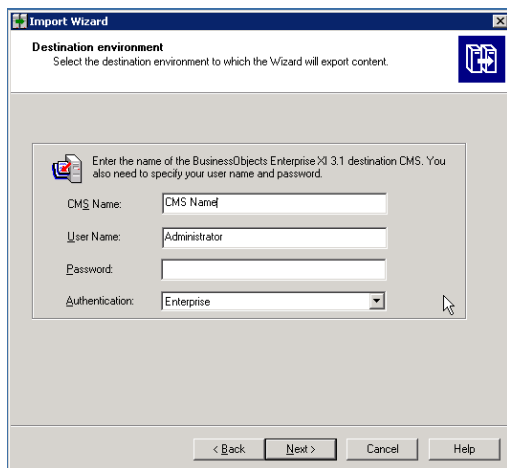 Import Wizard
Destination environment
Select the destination environment to which the Wizard will export content.
Enter the name of the BusinessObjects Enterprise XI 3.1 destination CMS. You
also need to specify your user name and password.
CMS Name: CMS Name
User Name: Administrator
Password:
Authentication: Enterprise
< Back Next > Cancel Help